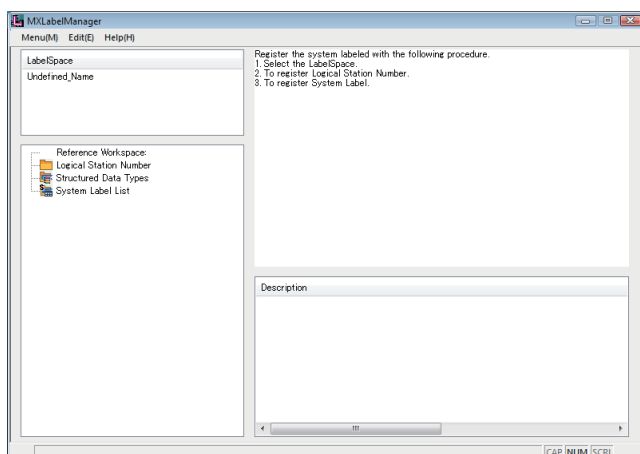 MXLabelManager
Menu(M) Edit(E) Help(H)
LabelSpace
Undefined_Name
Reference Workspace:
Logical Station Number
Structured Data Types
System Label List
Register the system labeled with the following procedure.
1. Select the LabelSpace.
2. To register Logical Station Number.
3. To register System Label.
Description
CAP NUM SCRL